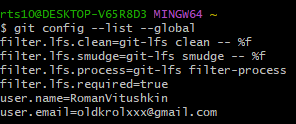 rts10@DESKTOP-V65R8D3 MINGW64 ~
$ git config --list --global
filter.lfs.clean=git-lfs clean -- %f
filter.lfs.smudge=git-lfs smudge -- %f
filter.lfs.process=git-lfs filter-process
filter.lfs.required=true
user.name=RomanVitushkin
user.email=oldkrolxxx@gmail.com